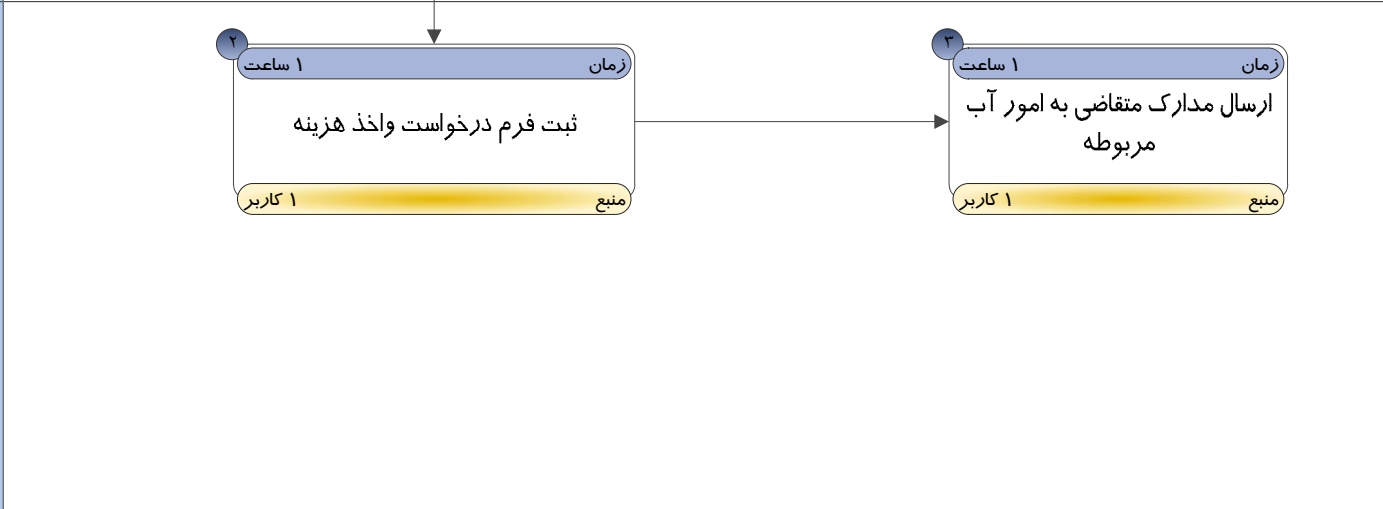 ۲
زمان ۱ ساعت
ثبت فرم درخواست واخذ هزینه
منبع ۱ کاربر
۳
زمان ۱ ساعت
ارسال مدارک متقاضی به امور آب
مربوطه
منبع ۱ کاربر